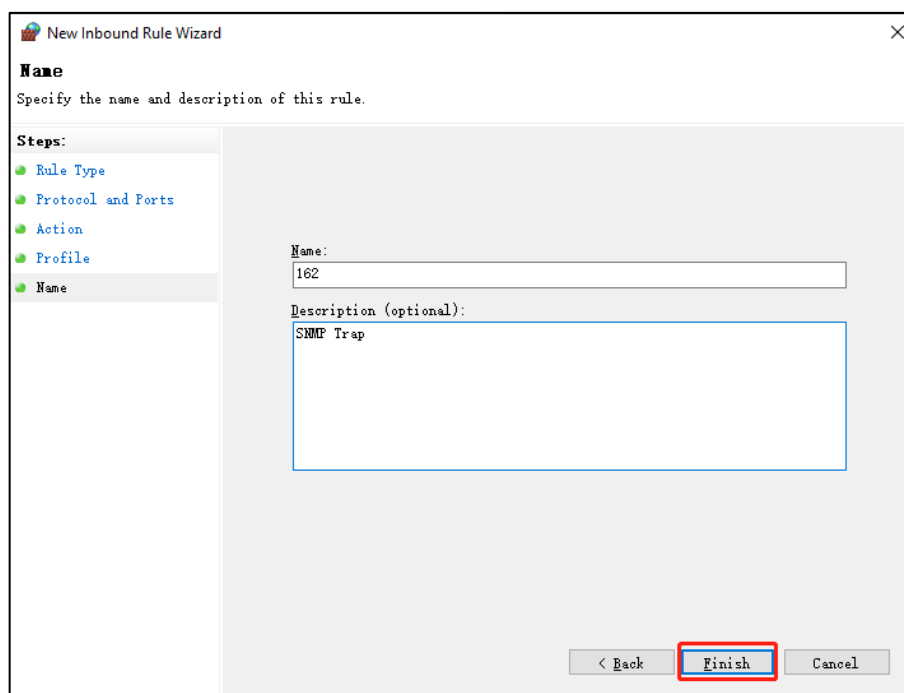 New Inbound Rule Wizard
Name
Specify the name and description of this rule.
Steps:
Rule Type
Protocol and Ports
Action
Profile
Name
Name:
162
Description (optional):
SNMP Trap
< Back
Finish
Cancel